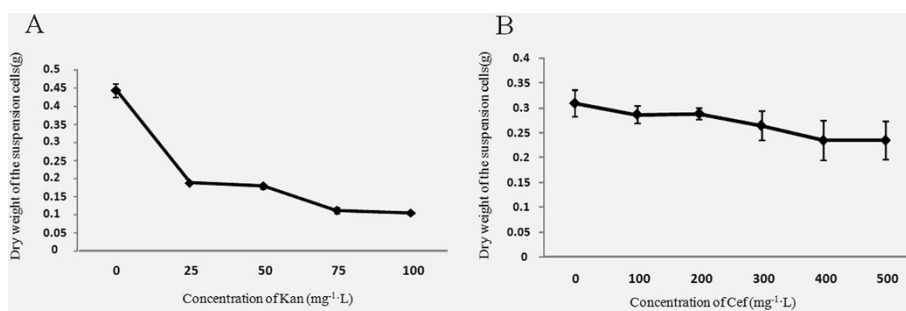 A
Dry weight of the suspension cells(g)
0.5
0.45
0.4
0.35
0.3
0.25
0.2
0.15
0.1
0.05
0
0 25 50 75 100
Concentration of Kan (mg⁻¹·L)
B
Dry weight of the suspension cells(g)
0.4
0.35
0.3
0.25
0.2
0.15
0.1
0.05
0
0 100 200 300 400 500
Concentration of Cef (mg⁻¹·L)